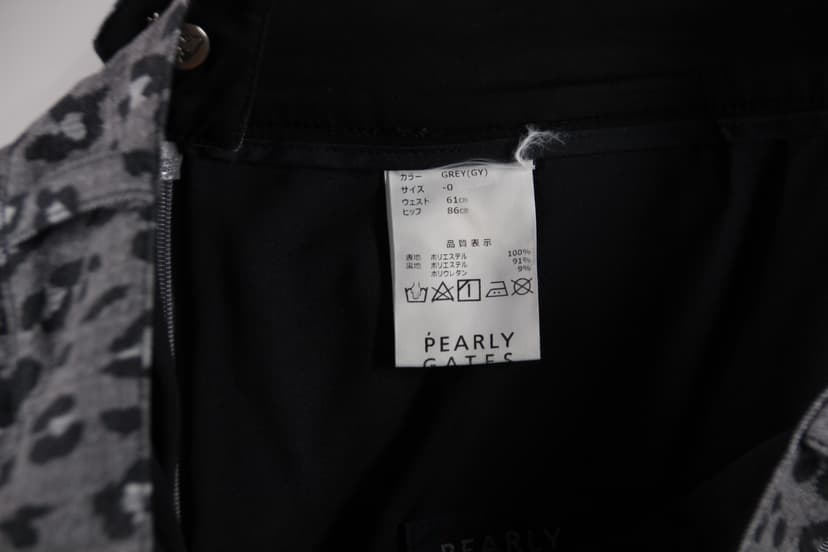 カラー GREY(GY)
サイズ -0
ウェスト 61cm
ヒップ 86cm
品質表示
表地 ポリエステル 100%
裏地 ポリエステル 91%
ポリウレタン 9%
PEARLY
GATES
PEARLY